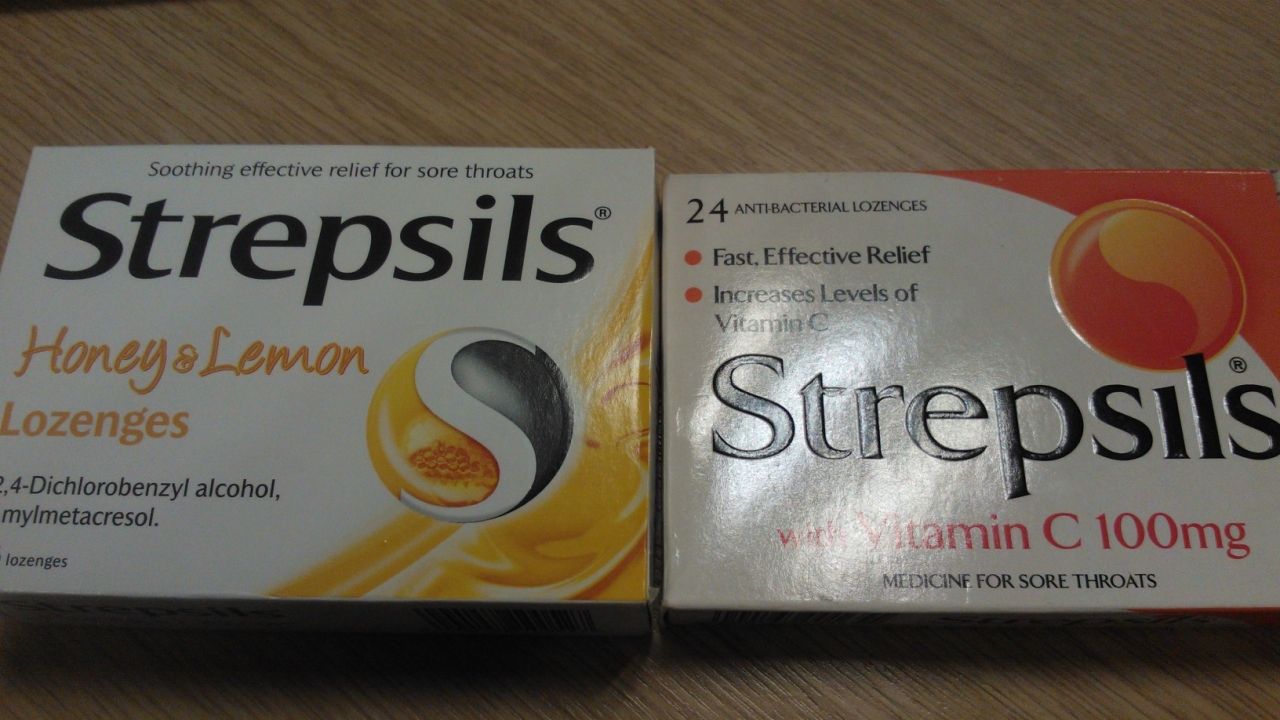 Soothing effective relief for sore throats
Strepsils®
Honey & Lemon
Lozenges
2,4-Dichlorobenzyl alcohol,
mylmetacresol.
lozenges
24 ANTI-BACTERIAL LOZENGES
Fast, Effective Relief
Increases Levels of
Vitamin C
Strepsils®
with Vitamin C 100mg
MEDICINE FOR SORE THROATS